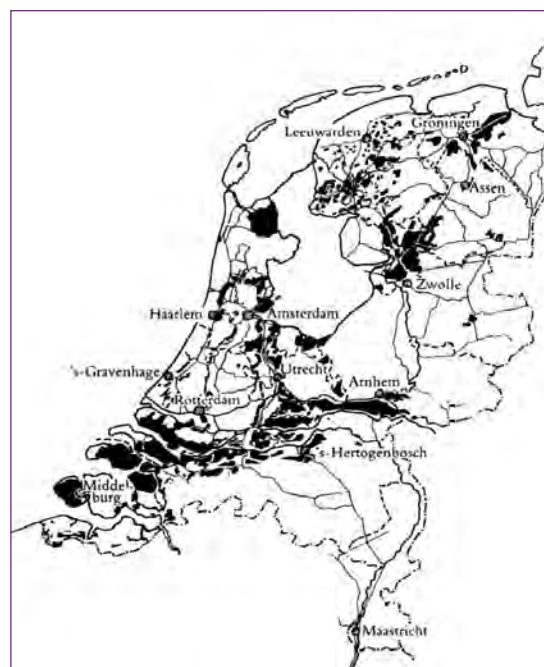 Groningen
Leeuwarden
Assen
Zwolle
Haarlem
Amsterdam
's-Gravenhage
Utrecht
Arnhem
Rotterdam
's-Hertogenbosch
Middel
burg
Maastricht